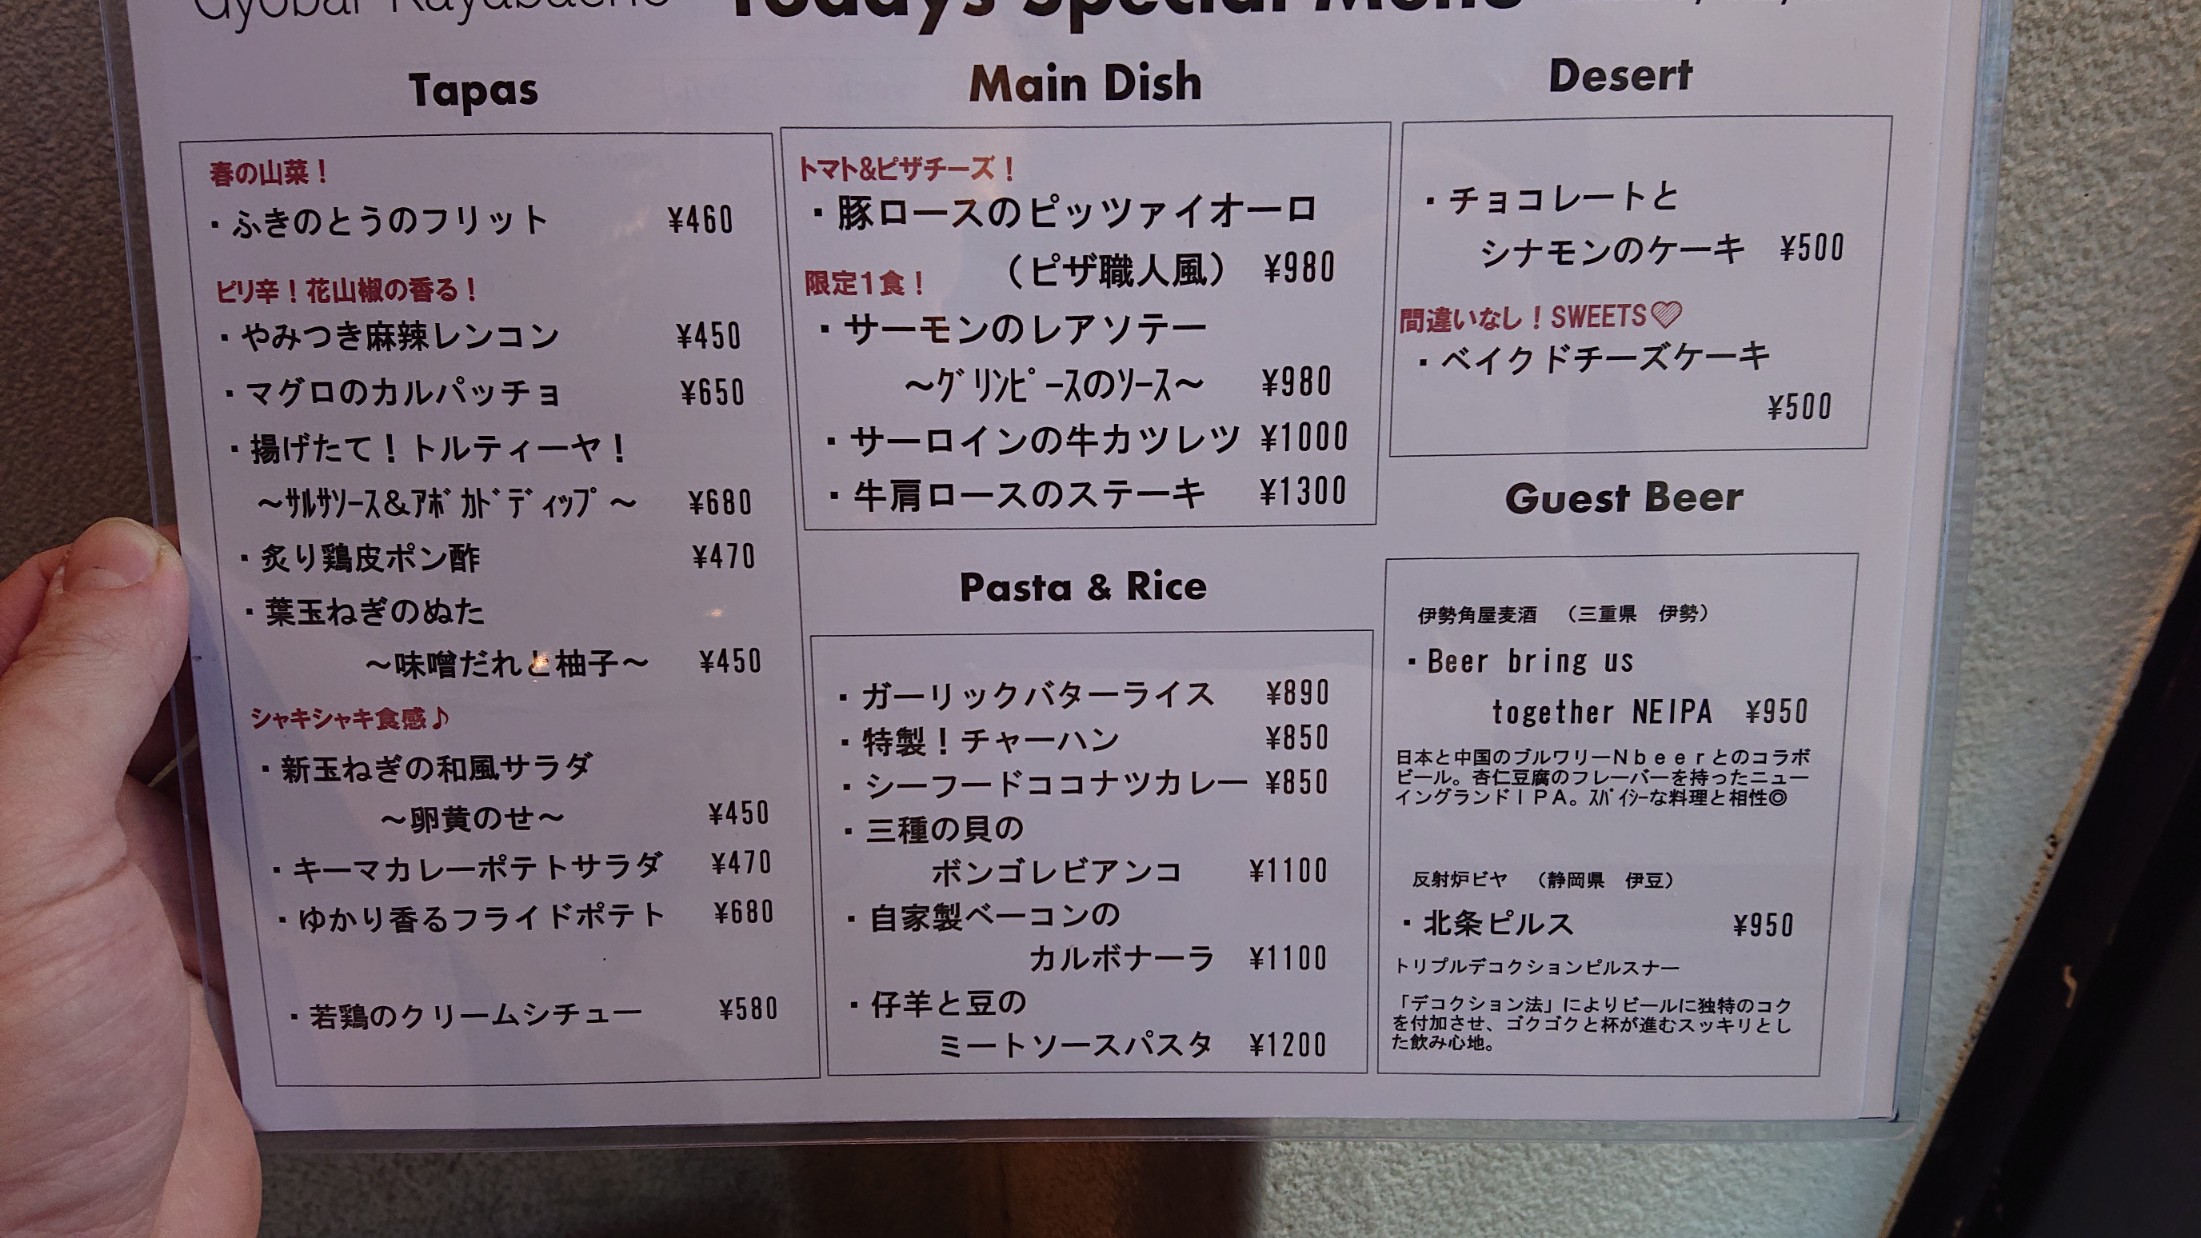 Gyobar Kayabacho Todays Special Menu
Tapas
春の山菜！
・ふきのとうのフリット ¥460
ピリ辛！花山椒の香る！
・やみつき麻辣レンコン ¥450
・マグロのカルパッチョ ¥650
・揚げたて！トルティーヤ！
～ｻﾙｻｿｰｽ＆ｱﾎﾞｶﾄﾞﾃﾞｨｯﾌﾟ～ ¥680
・炙り鶏皮ポン酢 ¥470
・葉玉ねぎのぬた
～味噌だれと柚子～ ¥450
シャキシャキ食感♪
・新玉ねぎの和風サラダ
～卵黄のせ～ ¥450
・キーマカレーポテトサラダ ¥470
・ゆかり香るフライドポテト ¥680
・若鶏のクリームシチュー ¥580
Main Dish
トマト&ピザチーズ！
・豚ロースのピッツァイオーロ
（ピザ職人風） ¥980
限定1食！
・サーモンのレアソテー
～ｸﾞﾘﾝﾋﾟｰｽのｿｰｽ～ ¥980
・サーロインの牛カツレツ ¥1000
・牛肩ロースのステーキ ¥1300
Pasta & Rice
・ガーリックバターライス ¥890
・特製！チャーハン ¥850
・シーフードココナツカレー ¥850
・三種の貝の
ボンゴレビアンコ ¥1100
・自家製ベーコンの
カルボナーラ ¥1100
・仔羊と豆の
ミートソースパスタ ¥1200
Desert
・チョコレートと
シナモンのケーキ ¥500
間違いなし！SWEETS♡
・ベイクドチーズケーキ
¥500
Guest Beer
伊勢角屋麦酒 （三重県 伊勢）
・Beer bring us
together NEIPA ¥950
日本と中国のブルワリーＮｂｅｅｒとのコラボ
ビール。杏仁豆腐のフレーバーを持ったニュー
イングランドＩＰＡ。ｽﾊﾟｲｼｰな料理と相性◎
反射炉ビヤ （静岡県 伊豆）
・北条ピルス ¥950
トリプルデコクションピルスナー
「デコクション法」によりビールに独特のコク
を付加させ、ゴクゴクと杯が進むスッキリとし
た飲み心地。